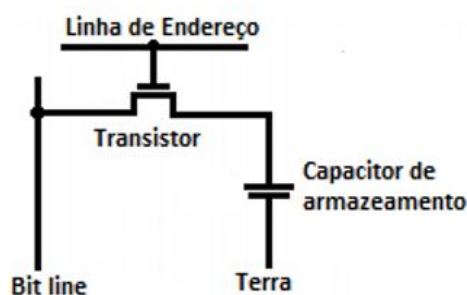 Linha de Endereço
Transistor
Capacitor de
armazeamento
Bit line
Terra